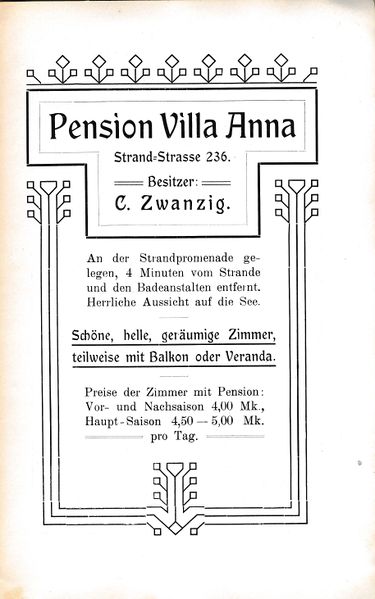 Pension Villa Anna
Strand-Strasse 236.
Besitzer:
C. Zwanzig.
An der Strandpromenade ge-
legen, 4 Minuten vom Strande
und den Badeanstalten entfernt.
Herrliche Aussicht auf die See.
Schöne, helle, geräumige Zimmer,
teilweise mit Balkon oder Veranda.
Preise der Zimmer mit Pension:
Vor- und Nachsaison 4,00 Mk.,
Haupt-Saison 4,50 — 5,00 Mk.
pro Tag.